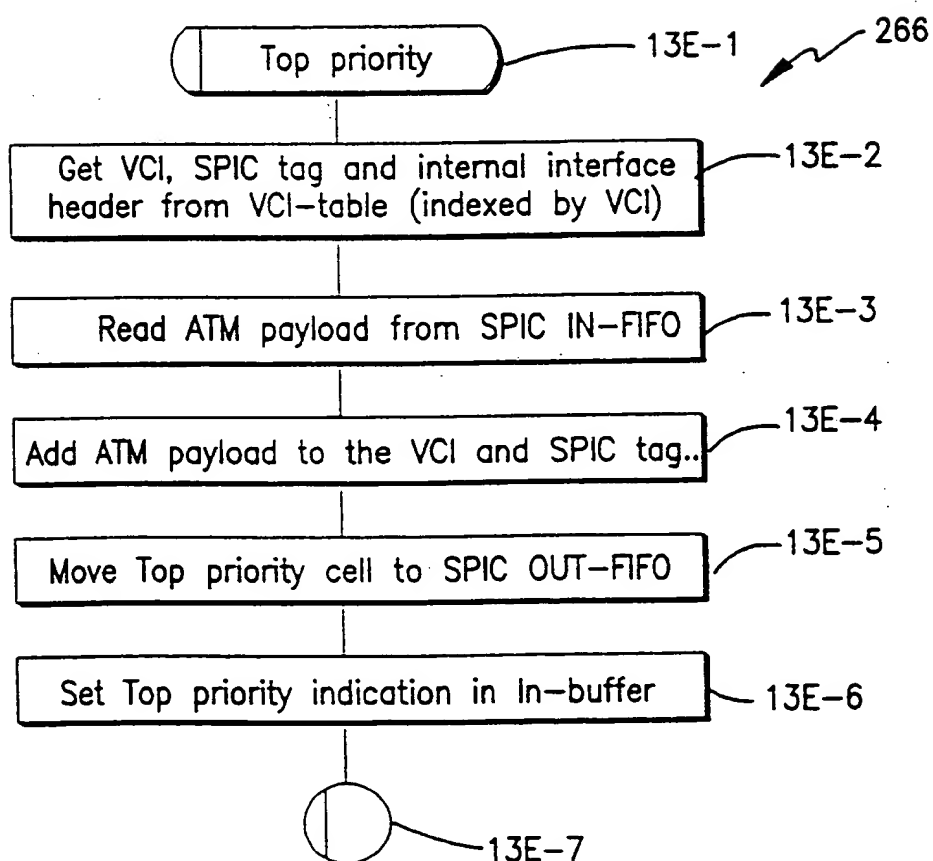 266
Top priority
13E-1
Get VCI, SPIC tag and internal interface
header from VCI-table (indexed by VCI)
13E-2
Read ATM payload from SPIC IN-FIFO
13E-3
Add ATM payload to the VCI and SPIC tag..
13E-4
Move Top priority cell to SPIC OUT-FIFO
13E-5
Set Top priority indication in In-buffer
13E-6
13E-7